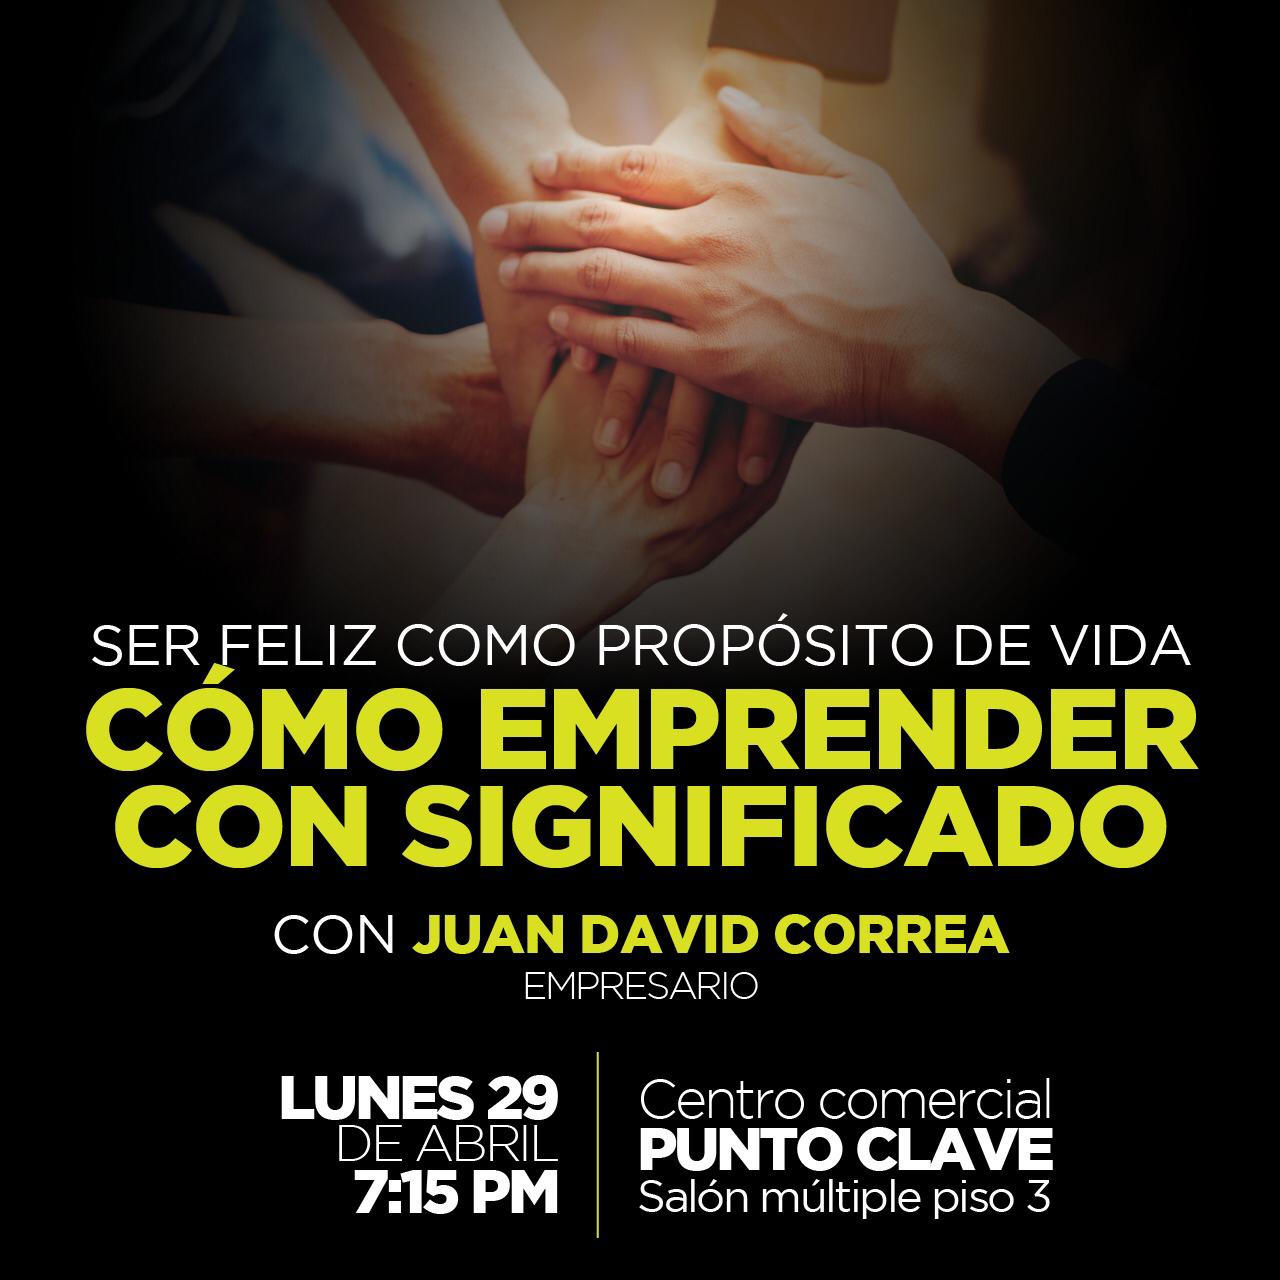 SER FELIZ COMO PROPÓSITO DE VIDA
CÓMO EMPRENDER
CON SIGNIFICADO
CON JUAN DAVID CORREA
EMPRESARIO
LUNES 29
DE ABRIL
7:15 PM
Centro comercial
PUNTO CLAVE
Salón múltiple piso 3